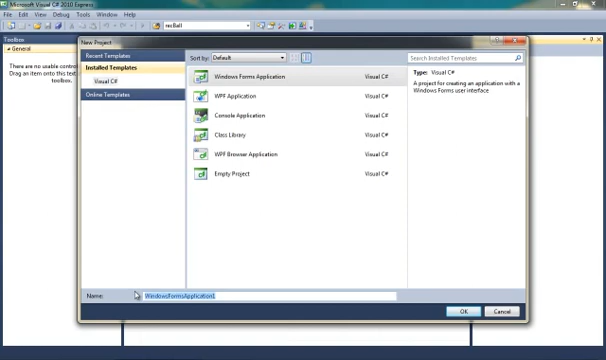 Microsoft Visual C# 2010 Express
File Edit View Debug Tools Window Help
recBall
Toolbox
General
There are no usable control
Drag an item onto this text
toolbox.
New Project
Recent Templates
Installed Templates
Visual C#
Online Templates
Sort by: Default
Search Installed Templates
Windows Forms Application Visual C#
WPF Application Visual C#
Console Application Visual C#
Class Library Visual C#
WPF Browser Application Visual C#
Empty Project Visual C#
Type: Visual C#
A project for creating an application with a
Windows Forms user interface
Name: WindowsFormsApplication1
OK Cancel